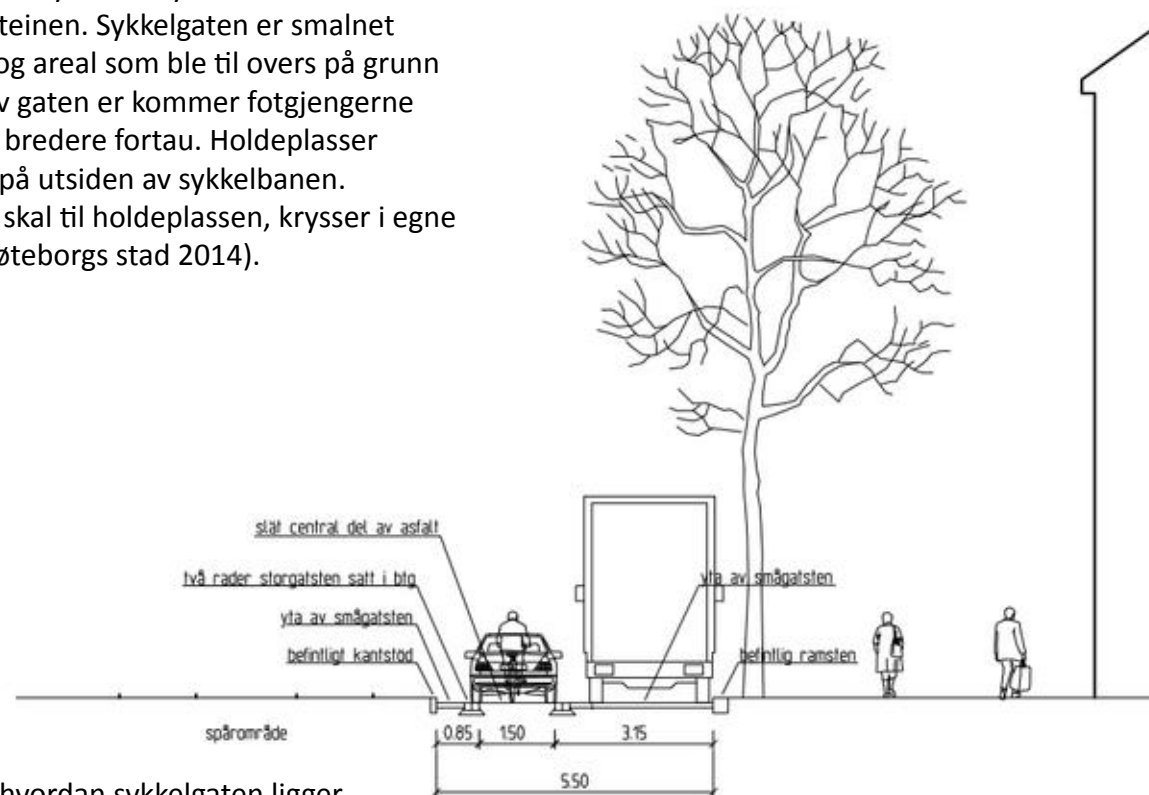 teinen. Sykkelgaten er smalnet
og areal som ble til overs på grunn
v gaten er kommer fotgjengerne
bredere fortau. Holdeplasser
på utsiden av sykkelbanen.
skal til holdeplassen, krysser i egne
øteborgs stad 2014).
slät central del av asfalt
två rader storgatsten satt i btg
yta av smågatsten
yta av smågatsten
befintligt kantstöd
befintlig ramsten
spårområde
0.85 1.50 3.15
5.50
hvordan sykkelgaten ligger